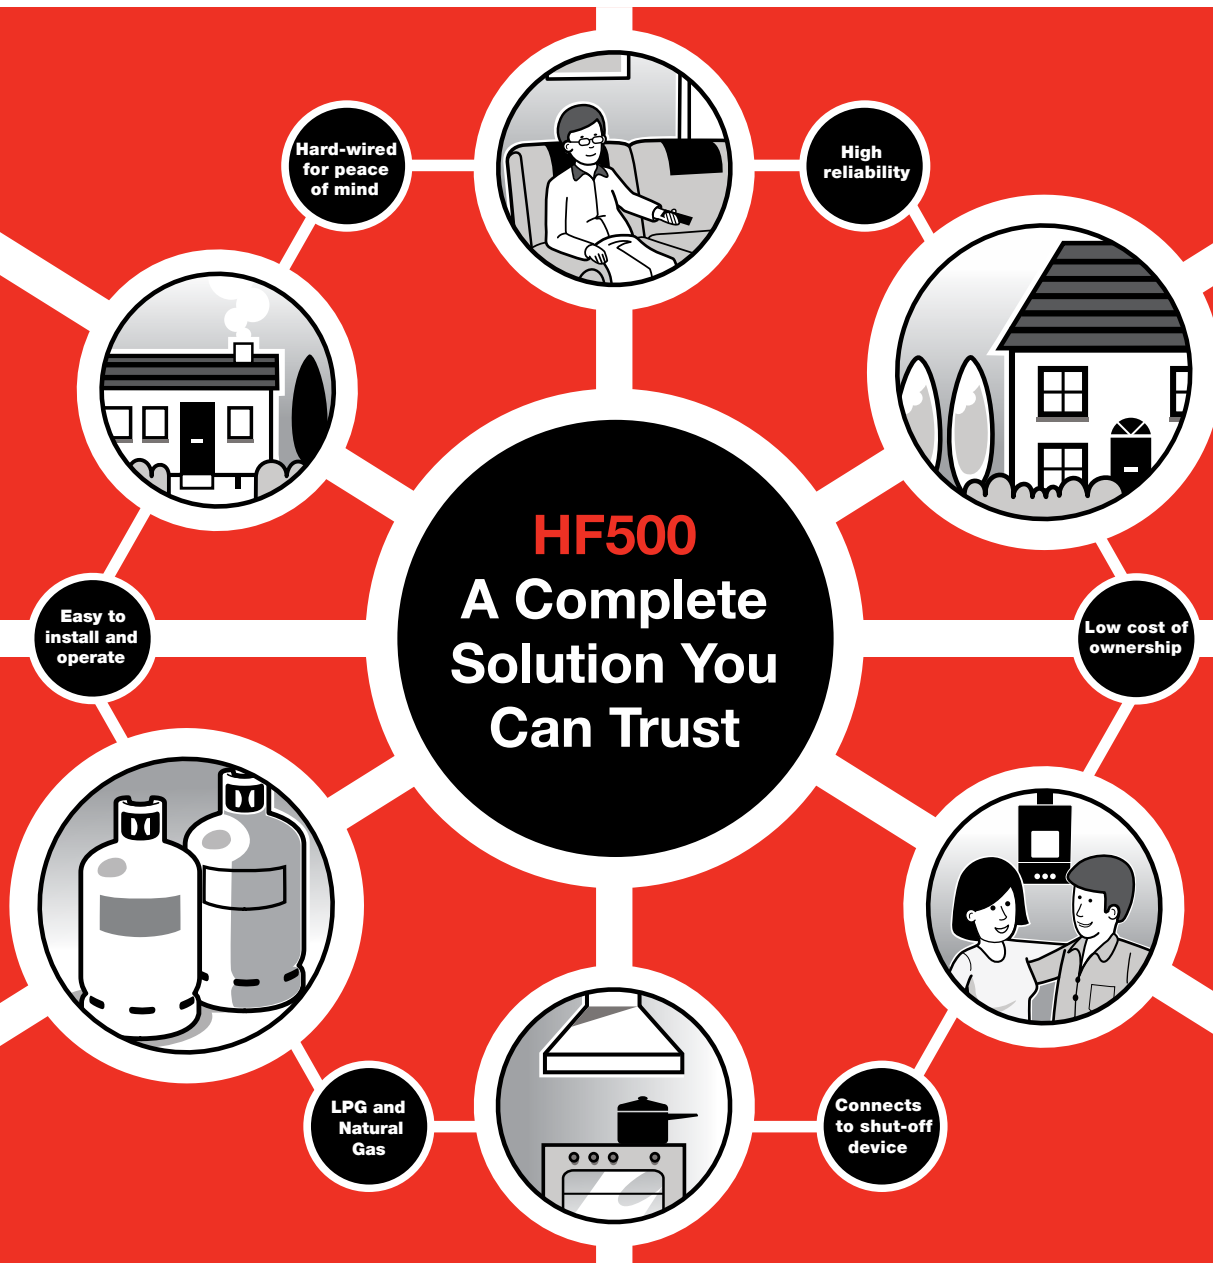 Hard-wired
for peace
of mind
High
reliability
HF500
A Complete
Solution You
Can Trust
Easy to
install and
operate
Low cost of
ownership
LPG and
Natural
Gas
Connects
to shut-off
device